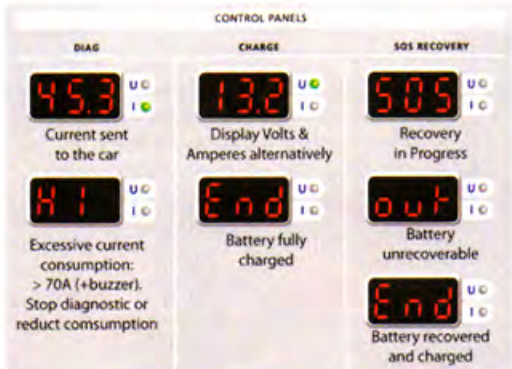 CONTROL PANELS
DIAG
45.3
U
I
Current sent
to the car
HI
U
I
Excessive current
consumption:
> 70A (+buzzer).
Stop diagnostic or
reduct comsumption
CHARGE
13.2
U
I
Display Volts &
Amperes alternatively
End
U
I
Battery fully
charged
SOS RECOVERY
SOS
U
I
Recovery
in Progress
out
U
I
Battery
unrecoverable
End
U
I
Battery recovered
and charged